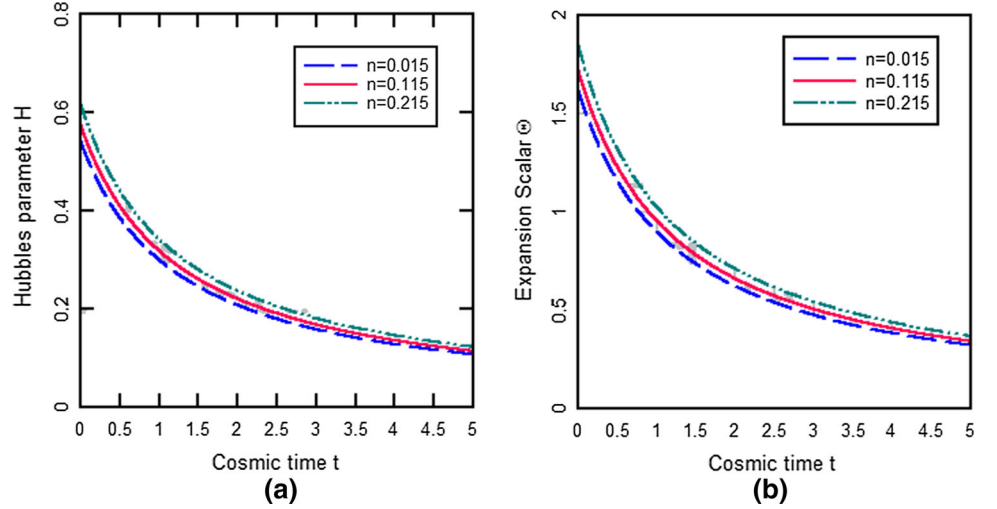 Hubbles parameter H
0.8
0.6
0.4
0.2
0
n=0.015
n=0.115
n=0.215
0 0.5 1 1.5 2 2.5 3 3.5 4 4.5 5
Cosmic time t
(a)
Expansion Scalar Θ
2
1.5
1
0.5
0
n=0.015
n=0.115
n=0.215
0 0.5 1 1.5 2 2.5 3 3.5 4 4.5 5
Cosmic time t
(b)